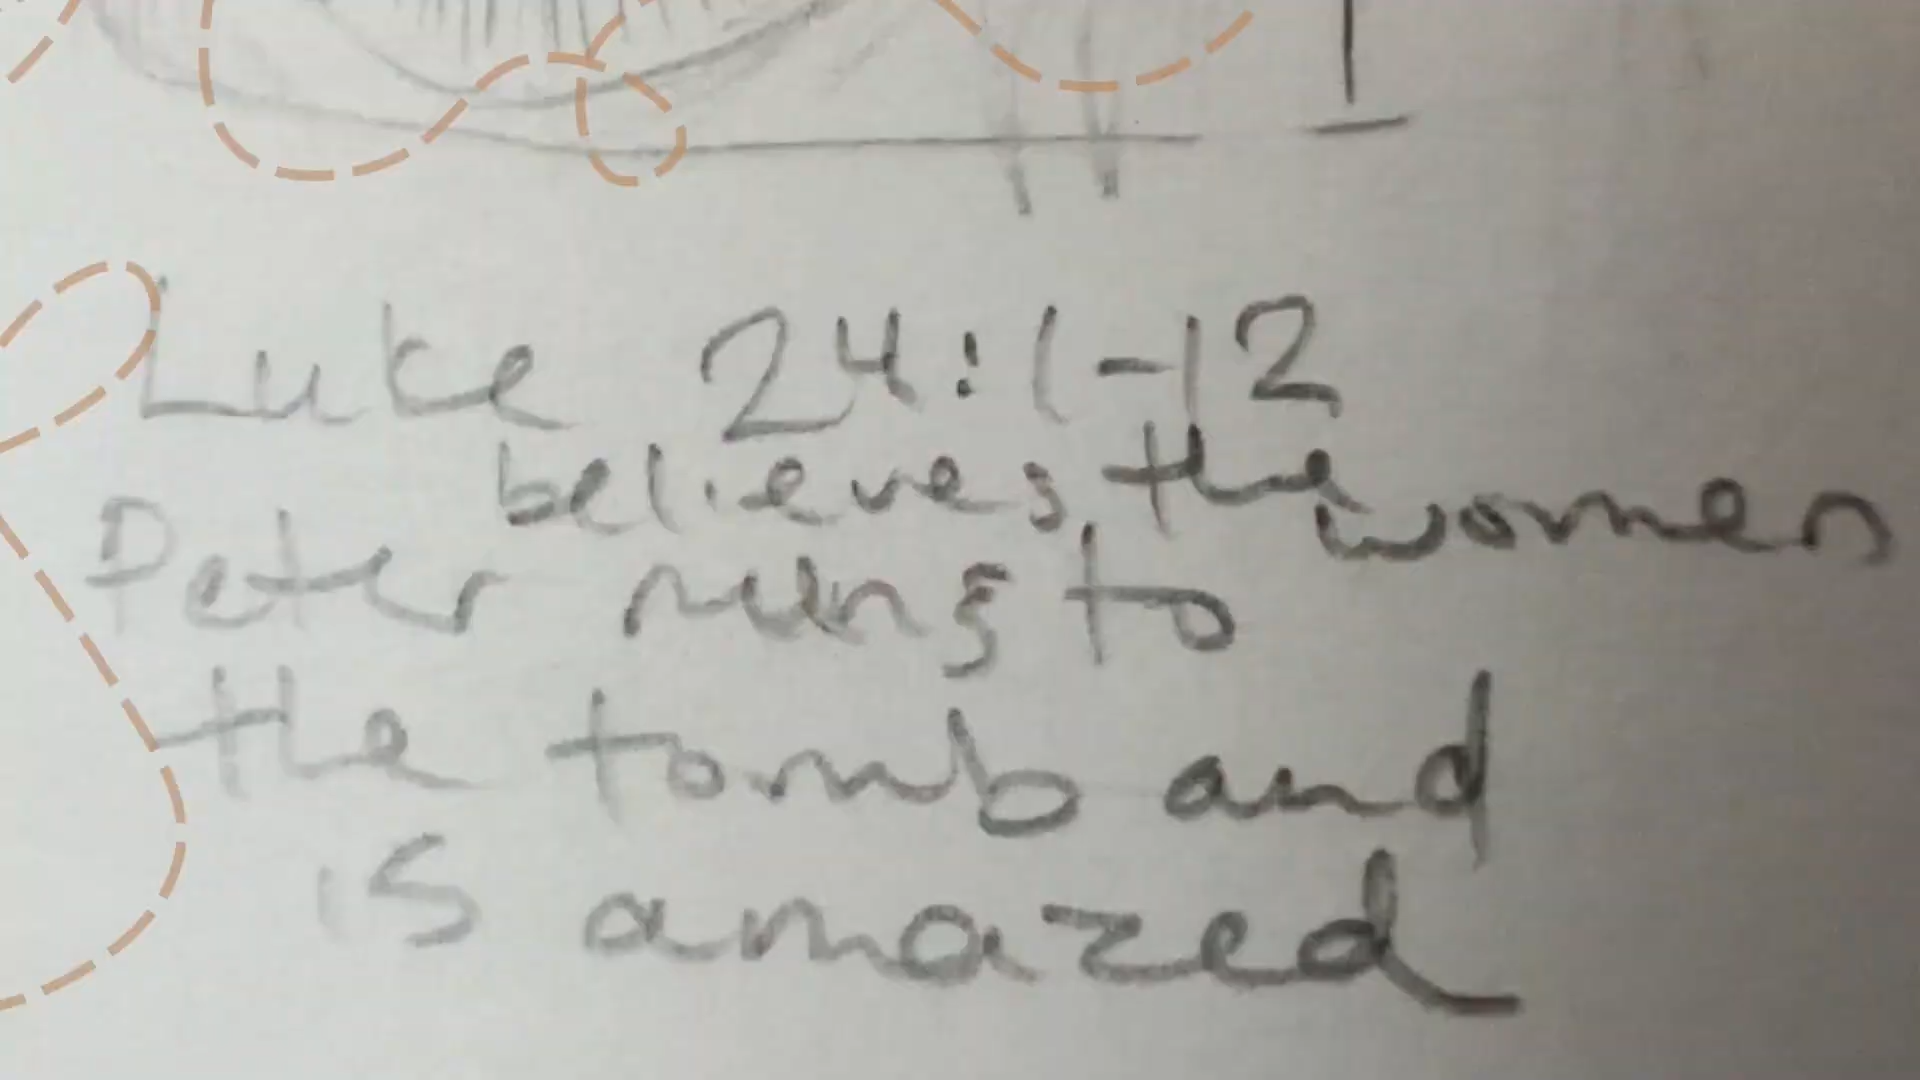 Luke 24:1-12
believes the women
Peter runs to
the tomb and
is amazed